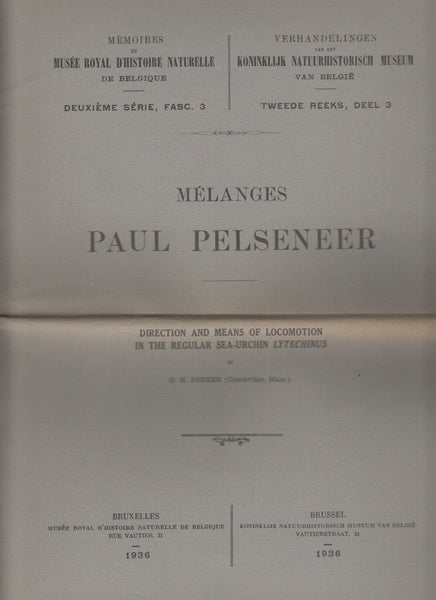 MÉMOIRES
DU
MUSÉE ROYAL D'HISTOIRE NATURELLE
DE BELGIQUE
DEUXIÈME SÉRIE, FASC. 3
VERHANDELINGEN
VAN HET
KONINKLIJK NATUURHISTORISCH MUSEUM
VAN BELGIË
TWEEDE REEKS, DEEL 3
MÉLANGES
PAUL PELSENEER
DIRECTION AND MEANS OF LOCOMOTION
IN THE REGULAR SEA-URCHIN LYTECHINUS
G. H. PARKER (Cambridge, Mass.).
BRUXELLES
MUSÉE ROYAL D'HISTOIRE NATURELLE DE BELGIQUE
RUE VAUTIER, 31
1936
BRUSSEL
KONINKLIJK NATUURHISTORISCH MUSEUM VAN BELGIË
VAUTIERSTRAAT, 31
1936